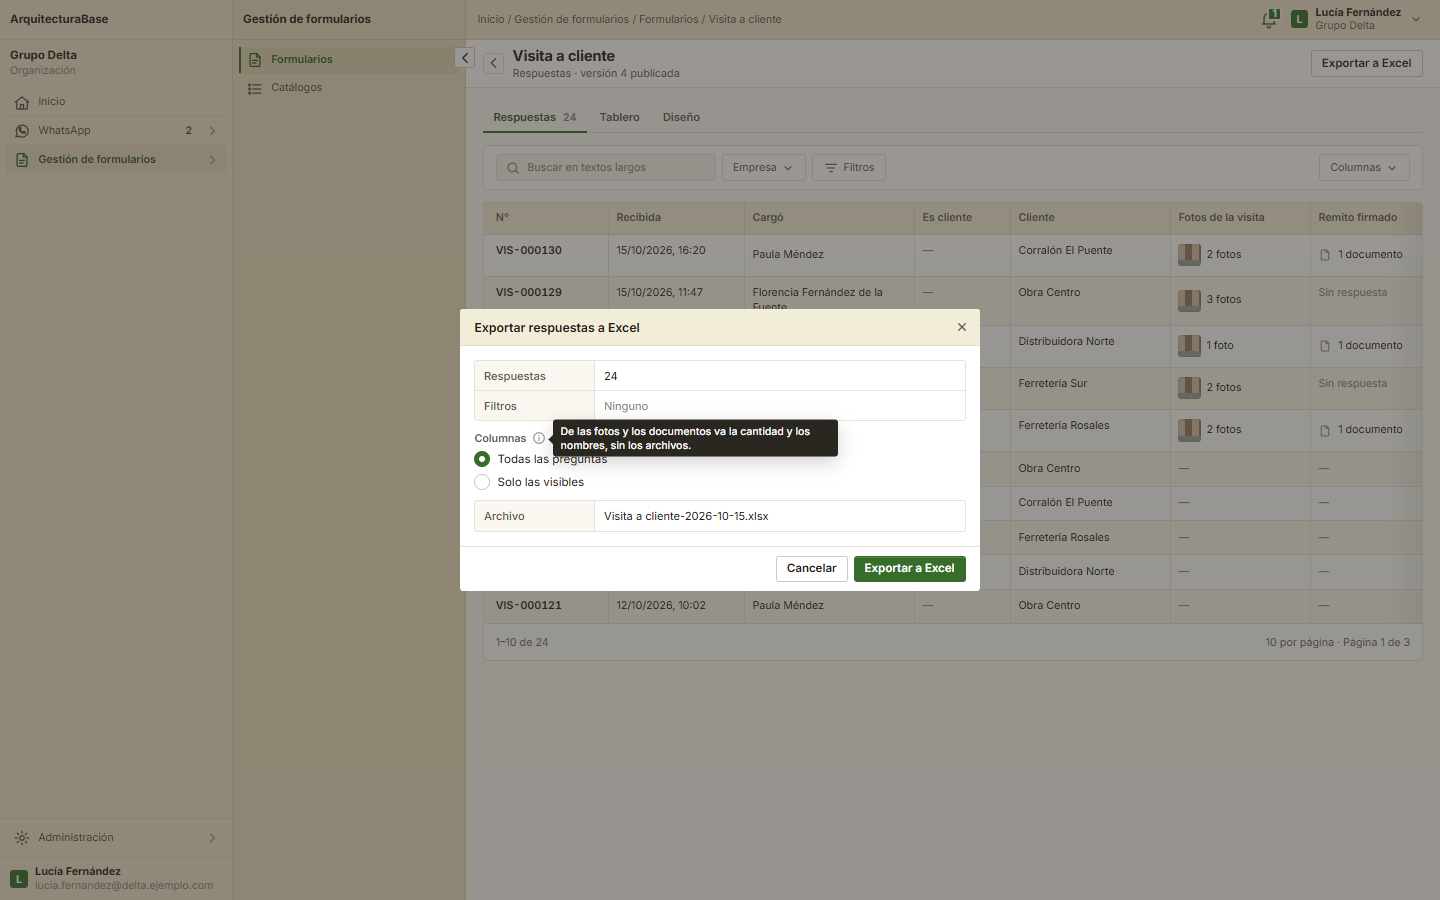 ArquitecturaBase
Grupo Delta
Organización
Inicio
WhatsApp 2
Gestión de formularios
Administración
L Lucía Fernández
lucia.fernandez@delta.ejemplo.com
Gestión de formularios
Formularios
Catálogos
Inicio / Gestión de formularios / Formularios / Visita a cliente
1
L Lucía Fernández
Grupo Delta
Visita a cliente
Respuestas · versión 4 publicada
Exportar a Excel
Respuestas 24 Tablero Diseño
Buscar en textos largos Empresa Filtros Columnas
N° Recibida Cargó Es cliente Cliente Fotos de la visita Remito firmado
VIS-000130 15/10/2026, 16:20 Paula Méndez — Corralón El Puente 2 fotos 1 documento
VIS-000129 15/10/2026, 11:47 Florencia Fernández de la Fuente — Obra Centro 3 fotos Sin respuesta
Distribuidora Norte 1 foto 1 documento
Ferretería Sur 2 fotos Sin respuesta
Ferretería Rosales 2 fotos 1 documento
Obra Centro — —
Corralón El Puente — —
Ferretería Rosales — —
Distribuidora Norte — —
VIS-000121 12/10/2026, 10:02 Paula Méndez — Obra Centro — —
1–10 de 24 10 por página · Página 1 de 3
Exportar respuestas a Excel
Respuestas 24
Filtros Ninguno
Columnas
De las fotos y los documentos va la cantidad y los
nombres, sin los archivos.
Todas las preguntas
Solo las visibles
Archivo Visita a cliente-2026-10-15.xlsx
Cancelar Exportar a Excel